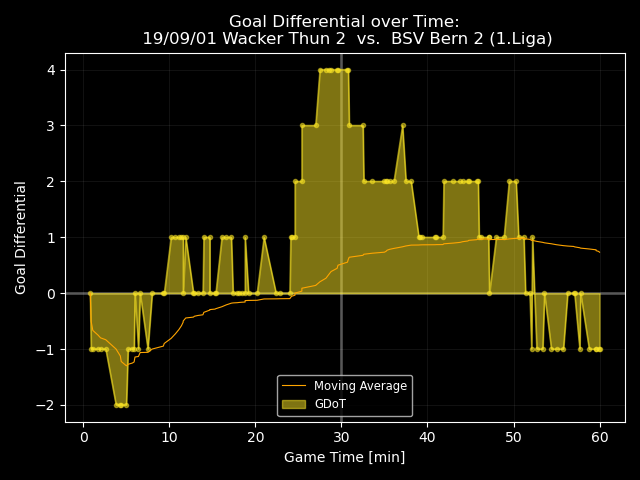 Goal Differential over Time:
19/09/01 Wacker Thun 2  vs.  BSV Bern 2 (1.Liga)
4
3
2
1
0
−1
−2
Goal Differential
Moving Average
GDoT
0 10 20 30 40 50 60
Game Time [min]